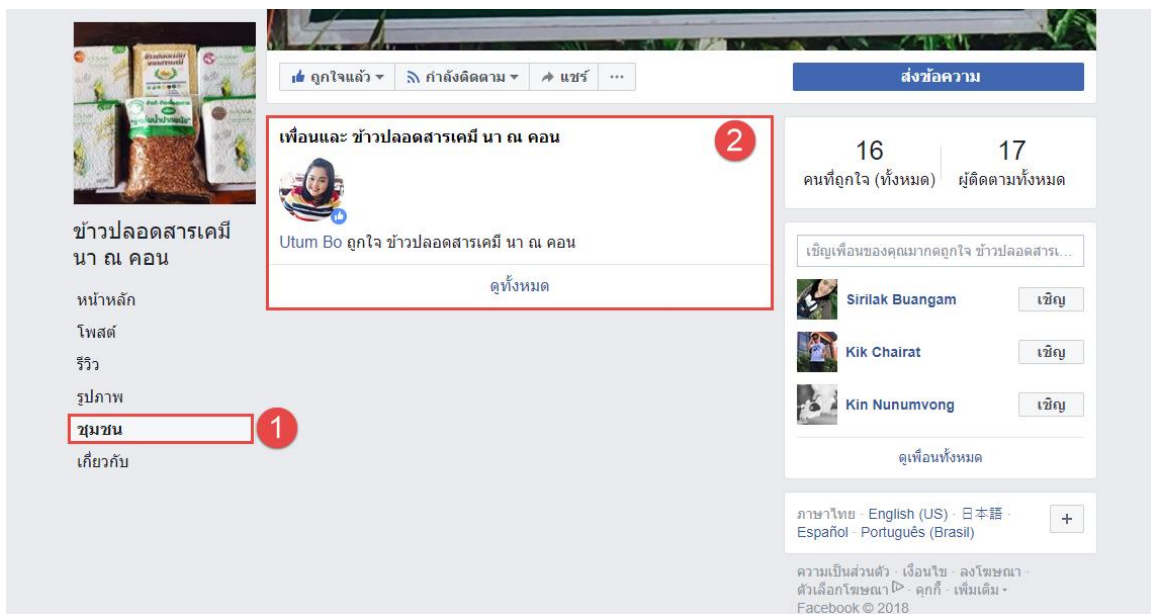 ถูกใจแล้ว
กำลังติดตาม
แชร์
ส่งข้อความ
เพื่อนและ ข้าวปลอดสารเคมี นา ณ คอน
2
Utum Bo ถูกใจ ข้าวปลอดสารเคมี นา ณ คอน
ดูทั้งหมด
ข้าวปลอดสารเคมี
นา ณ คอน
หน้าหลัก
โพสต์
รีวิว
รูปภาพ
ชุมชน
1
เกี่ยวกับ
16
คนที่ถูกใจ (ทั้งหมด)
17
ผู้ติดตามทั้งหมด
เชิญเพื่อนของคุณมากดถูกใจ ข้าวปลอดสารเ...
Sirilak Buangam
เชิญ
Kik Chairat
เชิญ
Kin Nunumvong
เชิญ
ดูเพื่อนทั้งหมด
ภาษาไทย · English (US) · 日本語 ·
Español · Português (Brasil)
+
ความเป็นส่วนตัว · เงื่อนไข · ลงโฆษณา ·
ตัวเลือกโฆษณา · คุกกี้ · เพิ่มเติม
Facebook © 2018